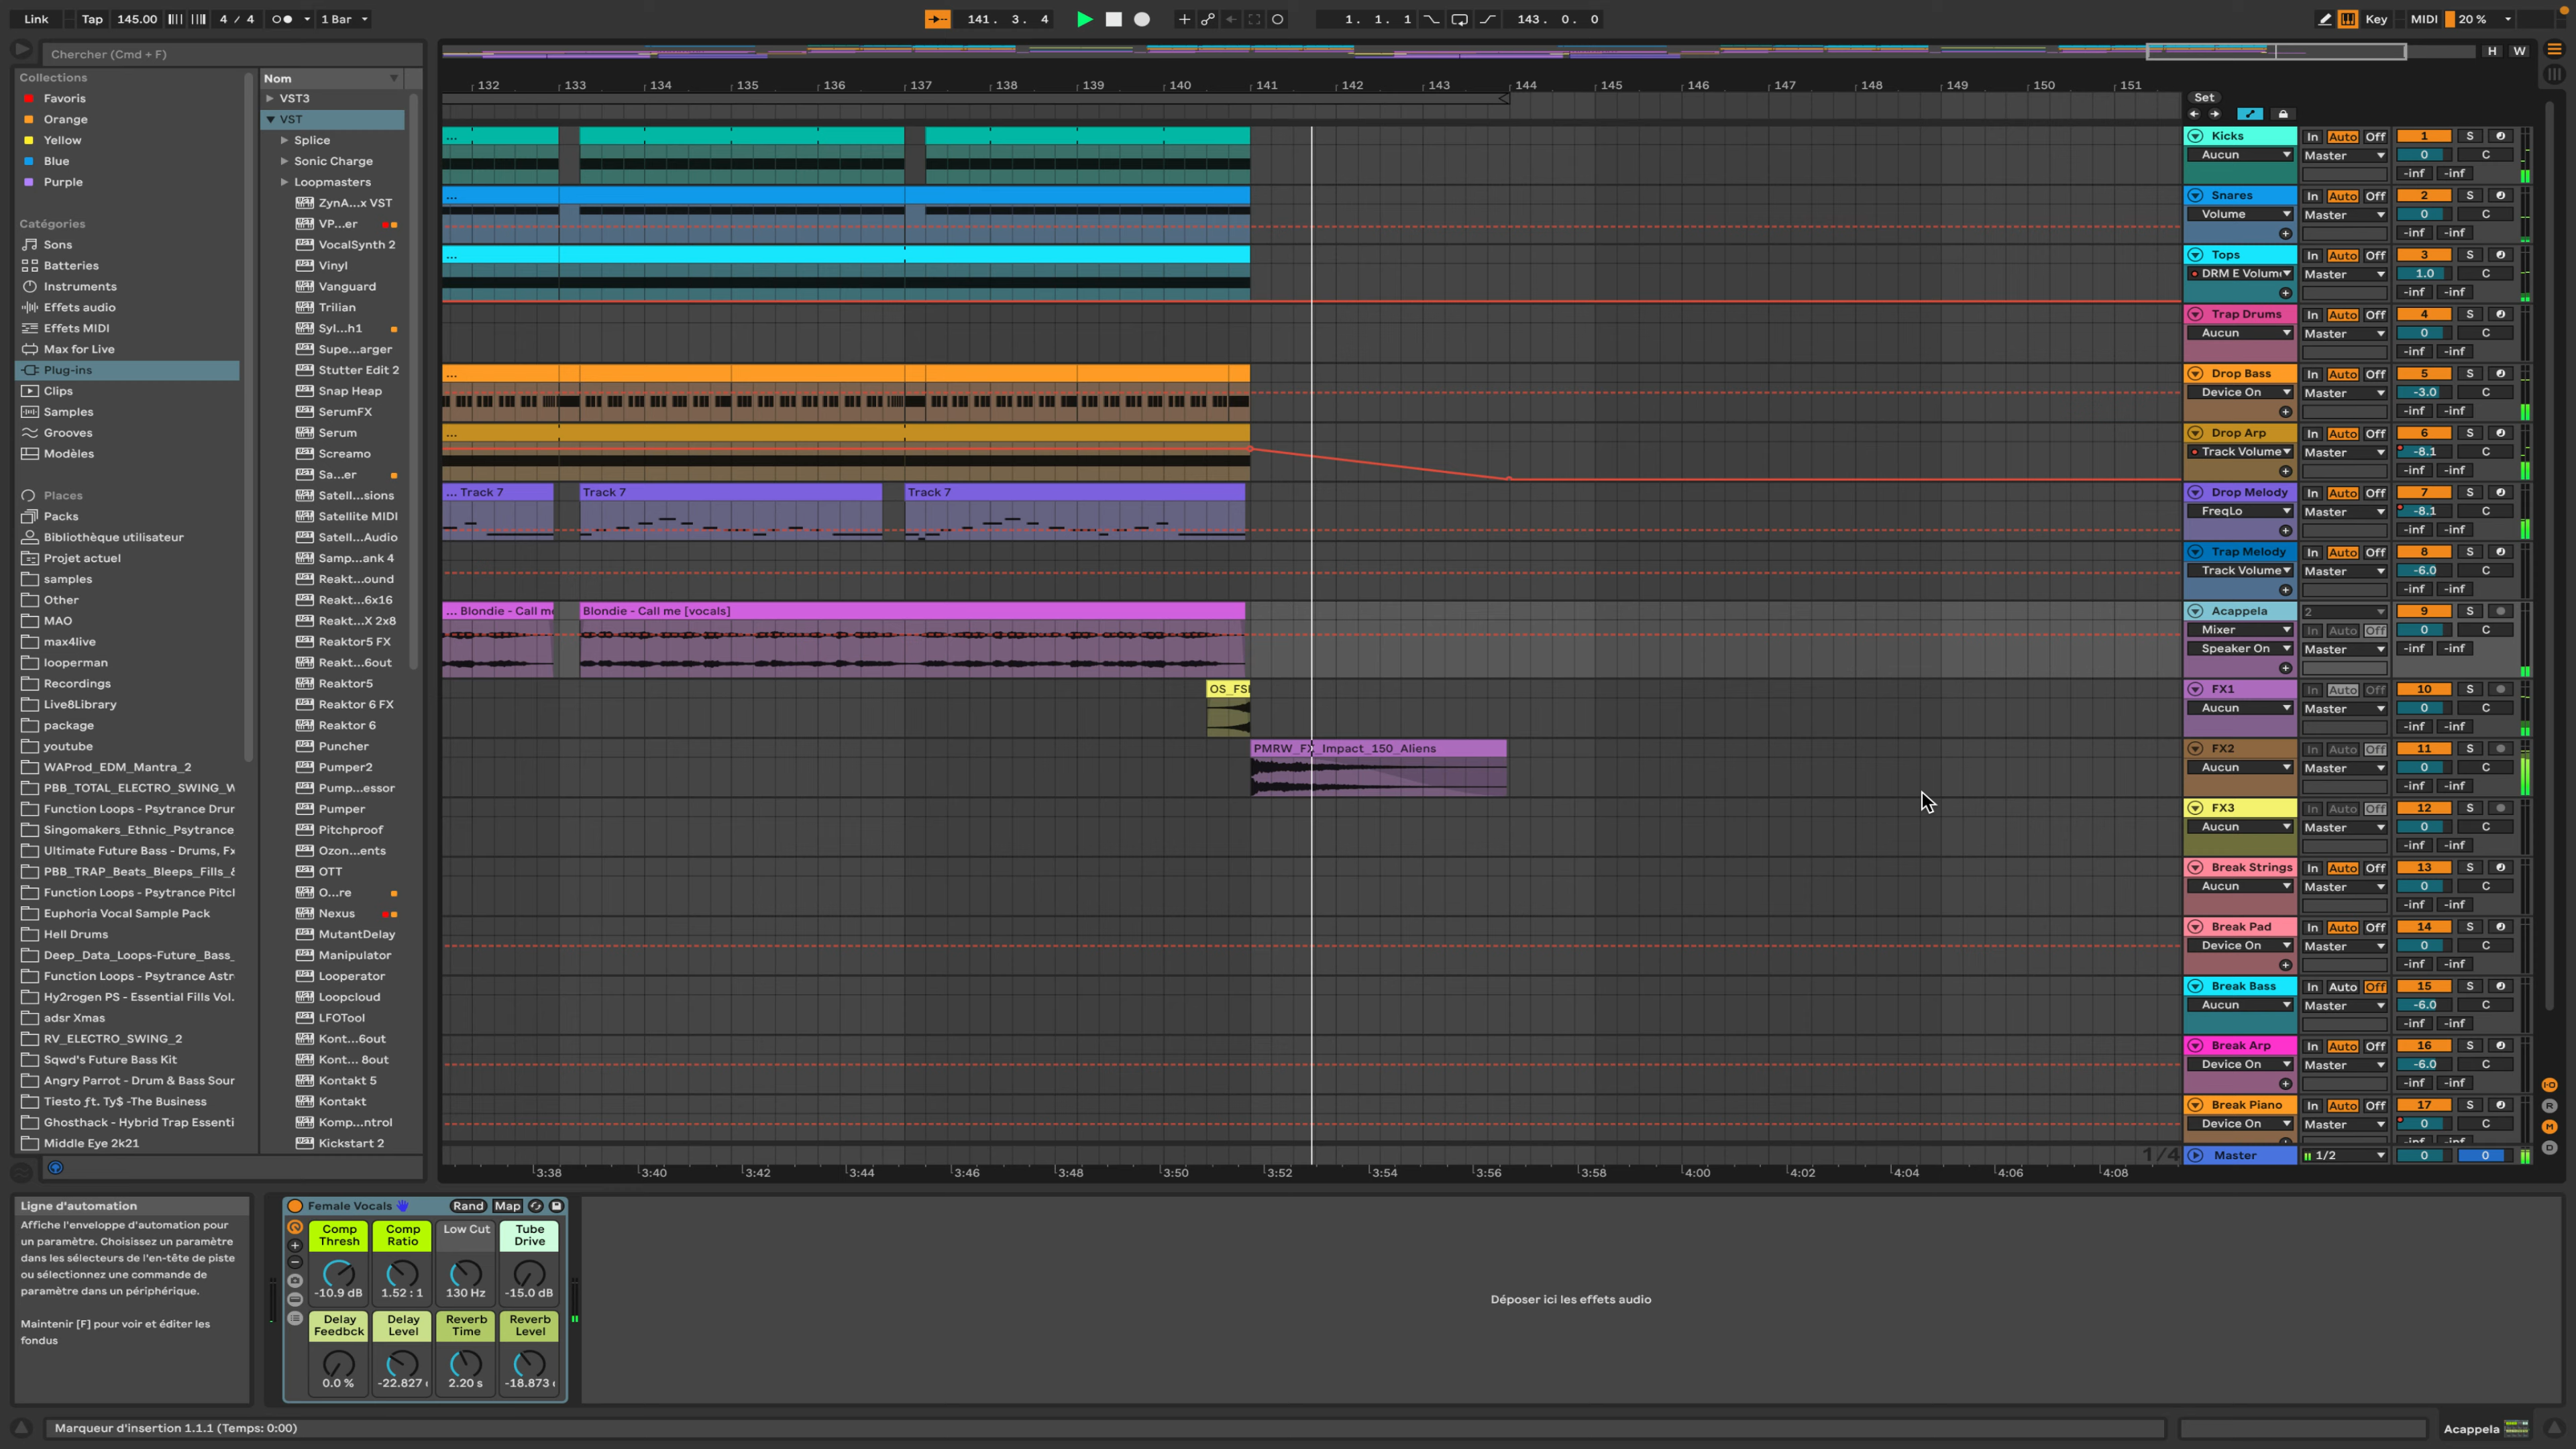 Link Tap 145.00 4 / 4 1 Bar 141. 3. 4 1. 1. 1 143. 0. 0 Key MIDI 20 %
Chercher (Cmd + F)
H W
Collections
Favoris
Orange
Yellow
Blue
Purple
Catégories
Sons
Batteries
Instruments
Effets audio
Effets MIDI
Max for Live
Plug-ins
Clips
Samples
Grooves
Modèles
Places
Packs
Bibliothèque utilisateur
Projet actuel
samples
Other
MAO
max4live
looperman
Recordings
Live8Library
package
youtube
WAProd_EDM_Mantra_2
PBB_TOTAL_ELECTRO_SWING_W
Function Loops - Psytrance Drur
Singomakers_Ethnic_Psytrance
Ultimate Future Bass - Drums, Fx
PBB_TRAP_Beats_Bleeps_Fills_&
Function Loops - Psytrance Pitcl
Euphoria Vocal Sample Pack
Hell Drums
Deep_Data_Loops-Future_Bass_
Function Loops - Psytrance Astr
Hy2rogen PS - Essential Fills Vol.
adsr Xmas
RV_ELECTRO_SWING_2
Sqwd's Future Bass Kit
Angry Parrot - Drum & Bass Sour
Tiesto ft. Ty$ -The Business
Ghosthack - Hybrid Trap Essenti
Middle Eye 2k21
Nom
VST3
VST
Splice
Sonic Charge
Loopmasters
ZynA...x VST
VP...er
VocalSynth 2
Vinyl
Vanguard
Trilian
Syl...h1
Supe...arger
Stutter Edit 2
Snap Heap
SerumFX
Serum
Screamo
Sa...er
Satell...sions
Satellite MIDI
Satell...Audio
Samp...ank 4
Reakt...ound
Reakt...6x16
Reakt...X 2x8
Reaktor5 FX
Reakt...6out
Reaktor5
Reaktor 6 FX
Reaktor 6
Puncher
Pumper2
Pump...essor
Pumper
Pitchproof
Ozon...ents
OTT
O...re
Nexus
MutantDelay
Manipulator
Looperator
Loopcloud
LFOTool
Kont...6out
Kont... 8out
Kontakt 5
Kontakt
Komp...ntrol
Kickstart 2
132 133 134 135 136 137 138 139 140 141 142 143 144 145 146 147 148 149 150 151
Set
... Track 7 Track 7 Track 7
... Blondie - Call me Blondie - Call me [vocals]
OS_FSI
PMRW_FX_Impact_150_Aliens
Kicks In Auto Off 1 S
Aucun Master 0 C
-inf -inf
Snares In Auto Off 2 S
Volume Master 0 C
-inf -inf
Tops In Auto Off 3 S
DRM E Volum Master 1.0 C
-inf -inf
Trap Drums In Auto Off 4 S
Aucun Master 0 C
-inf -inf
Drop Bass In Auto Off 5 S
Device On Master -3.0 C
-inf -inf
Drop Arp In Auto Off 6 S
Track Volume Master -8.1 C
-inf -inf
Drop Melody In Auto Off 7 S
FreqLo Master -8.1 C
-inf -inf
Trap Melody In Auto Off 8 S
Track Volume Master -6.0 C
-inf -inf
Acappela 2 9 S
Mixer In Auto Off 0 C
Speaker On Master -inf -inf
FX1 In Auto Off 10 S
Aucun Master 0 C
-inf -inf
FX2 In Auto Off 11 S
Aucun Master 0 C
-inf -inf
FX3 In Auto Off 12 S
Aucun Master 0 C
-inf -inf
Break Strings In Auto Off 13 S
Aucun Master 0 C
-inf -inf
Break Pad In Auto Off 14 S
Device On Master 0 C
-inf -inf
Break Bass In Auto Off 15 S
Aucun Master -6.0 C
-inf -inf
Break Arp In Auto Off 16 S
Device On Master -6.0 C
-inf -inf
Break Piano In Auto Off 17 S
Device On Master 0 C
-inf -inf
1/4 Master 1/2 0 0
I-O
R
M
D
3:38 3:40 3:42 3:44 3:46 3:48 3:50 3:52 3:54 3:56 3:58 4:00 4:02 4:04 4:06 4:08
Ligne d'automation
Affiche l'enveloppe d'automation pour
un paramètre. Choisissez un paramètre
dans les sélecteurs de l'en-tête de piste
ou sélectionnez une commande de
paramètre dans un périphérique.
Maintenir [F] pour voir et éditer les
fondus
Female Vocals Rand Map
Comp Thresh Comp Ratio Low Cut Tube Drive
-10.9 dB 1.52 : 1 130 Hz -15.0 dB
Delay Feedbck Delay Level Reverb Time Reverb Level
0.0 % -22.827 2.20 s -18.873
Déposer ici les effets audio
Marqueur d'insertion 1.1.1 (Temps: 0:00)
Acappela